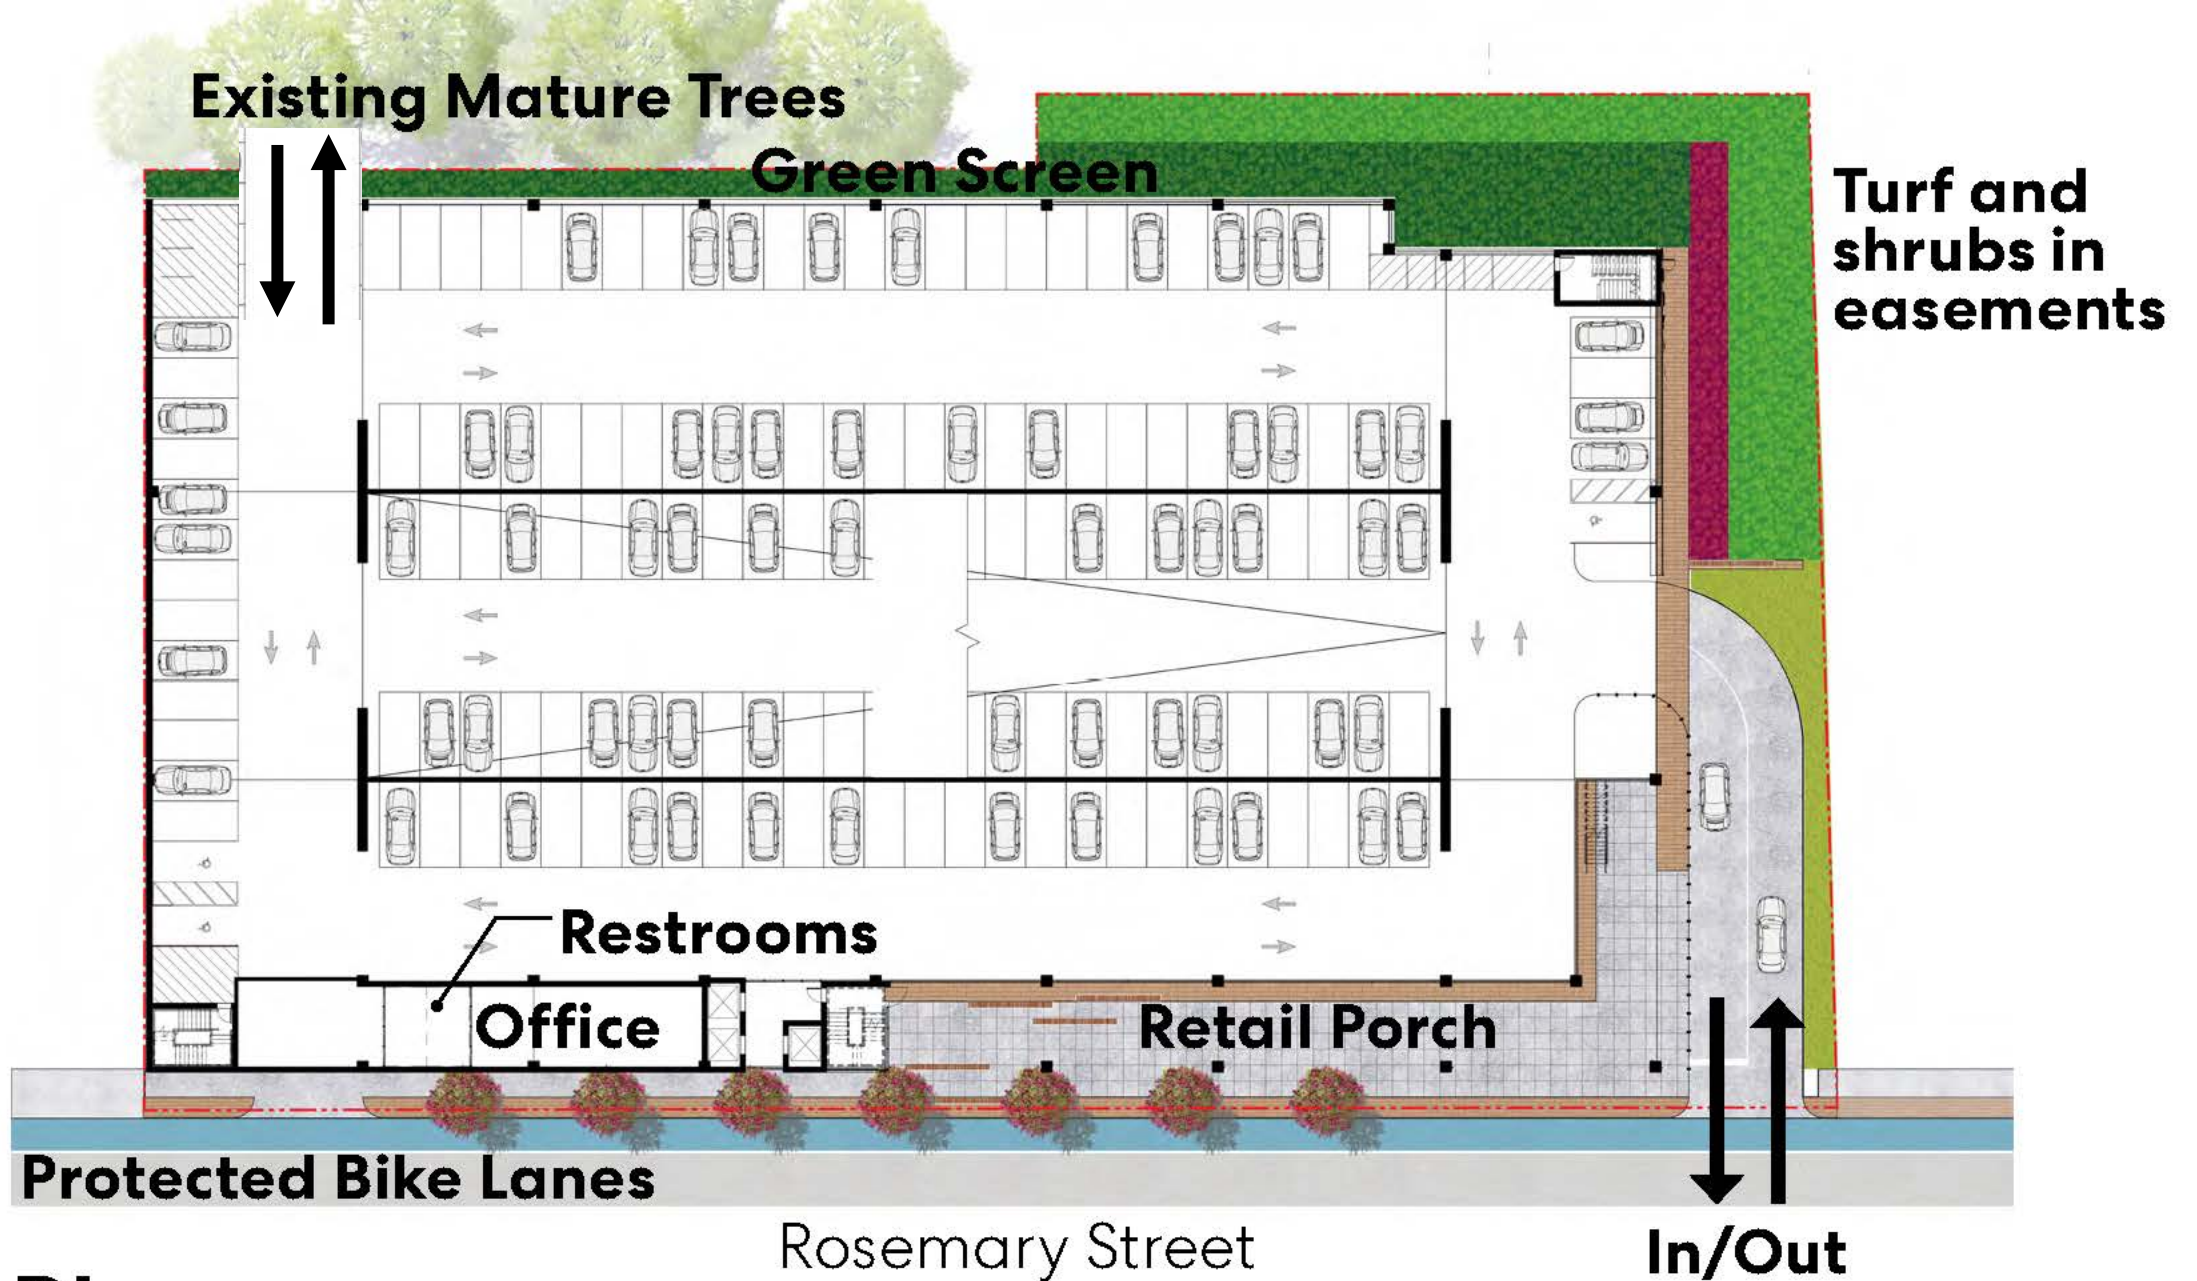 Existing Mature Trees
Green Screen
Turf and
shrubs in
easements
Restrooms
Office
Retail Porch
Protected Bike Lanes
Rosemary Street
In/Out